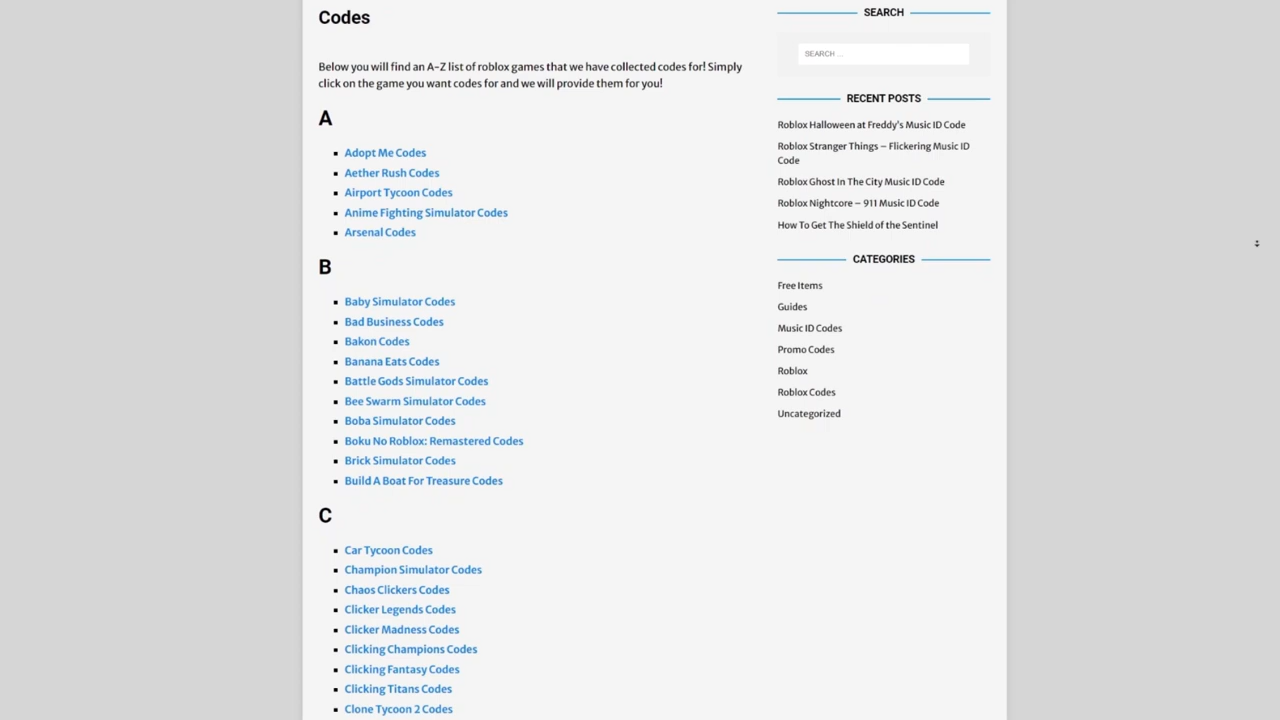 Codes
Below you will find an A-Z list of roblox games that we have collected codes for! Simply
click on the game you want codes for and we will provide them for you!
A
Adopt Me Codes
Aether Rush Codes
Airport Tycoon Codes
Anime Fighting Simulator Codes
Arsenal Codes
B
Baby Simulator Codes
Bad Business Codes
Bakon Codes
Banana Eats Codes
Battle Gods Simulator Codes
Bee Swarm Simulator Codes
Boba Simulator Codes
Boku No Roblox: Remastered Codes
Brick Simulator Codes
Build A Boat For Treasure Codes
C
Car Tycoon Codes
Champion Simulator Codes
Chaos Clickers Codes
Clicker Legends Codes
Clicker Madness Codes
Clicking Champions Codes
Clicking Fantasy Codes
Clicking Titans Codes
Clone Tycoon 2 Codes
SEARCH
SEARCH ...
RECENT POSTS
Roblox Halloween at Freddy's Music ID Code
Roblox Stranger Things – Flickering Music ID
Code
Roblox Ghost In The City Music ID Code
Roblox Nightcore – 911 Music ID Code
How To Get The Shield of the Sentinel
CATEGORIES
Free Items
Guides
Music ID Codes
Promo Codes
Roblox
Roblox Codes
Uncategorized